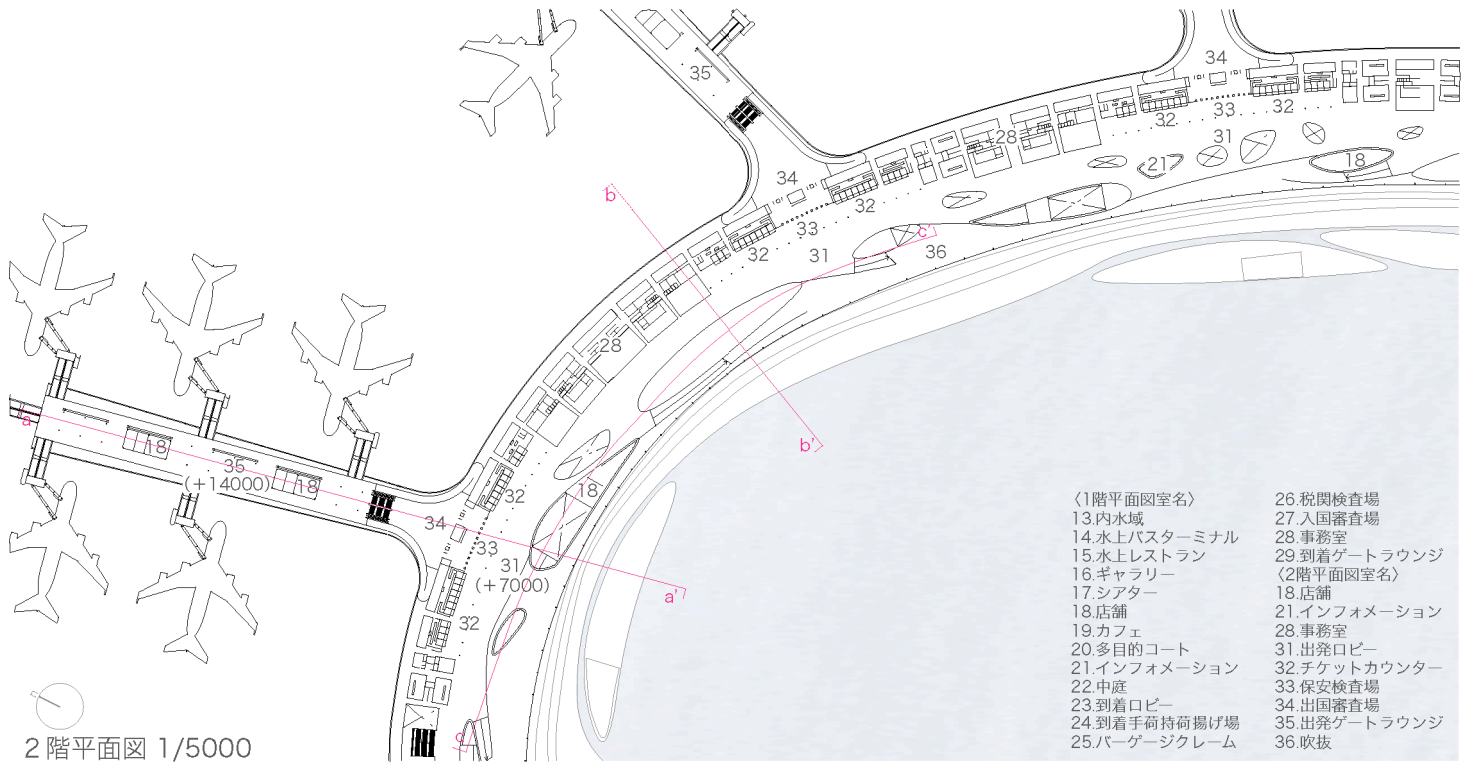 35
34
33
32
32
31
28
21
18
34
33
32
32
31
36
28
b
c'
b'
a
18
35
(+14000)
18
34
32
18
33
31
(+7000)
a'
32
c
n
2階平面図 1/5000
〈1階平面図室名〉
13.内水域
14.水上バスターミナル
15.水上レストラン
16.ギャラリー
17.シアター
18.店舗
19.カフェ
20.多目的コート
21.インフォメーション
22.中庭
23.到着ロビー
24.到着手荷持荷揚げ場
25.バーゲージクレーム
26.税関検査場
27.入国審査場
28.事務室
29.到着ゲートラウンジ
〈2階平面図室名〉
18.店舗
21.インフォメーション
28.事務室
31.出発ロビー
32.チケットカウンター
33.保安検査場
34.出国審査場
35.出発ゲートラウンジ
36.吹抜